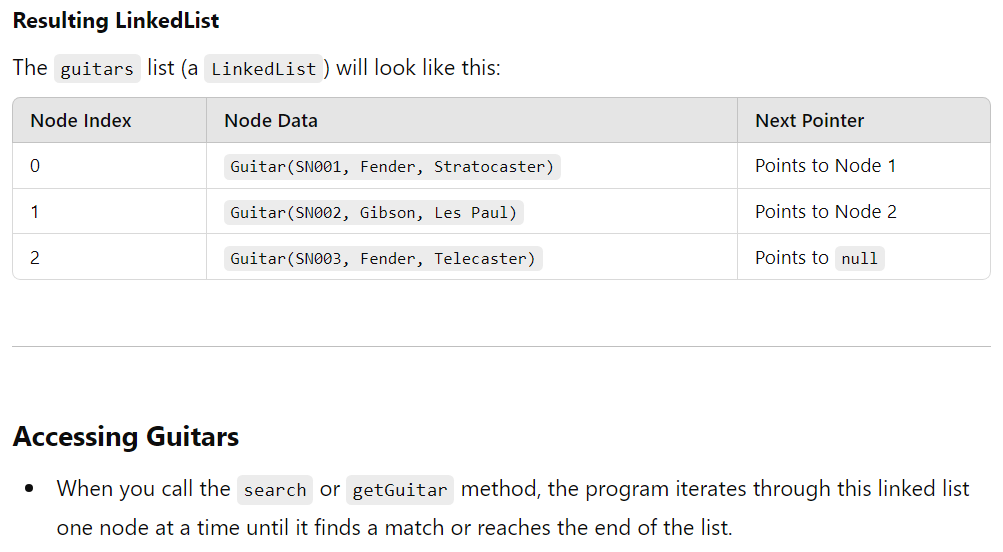 Resulting LinkedList
The guitars list (a LinkedList) will look like this:
Node Index Node Data Next Pointer
0 Guitar(SN001, Fender, Stratocaster) Points to Node 1
1 Guitar(SN002, Gibson, Les Paul) Points to Node 2
2 Guitar(SN003, Fender, Telecaster) Points to null
Accessing Guitars
• When you call the search or getGuitar method, the program iterates through this linked list
one node at a time until it finds a match or reaches the end of the list.